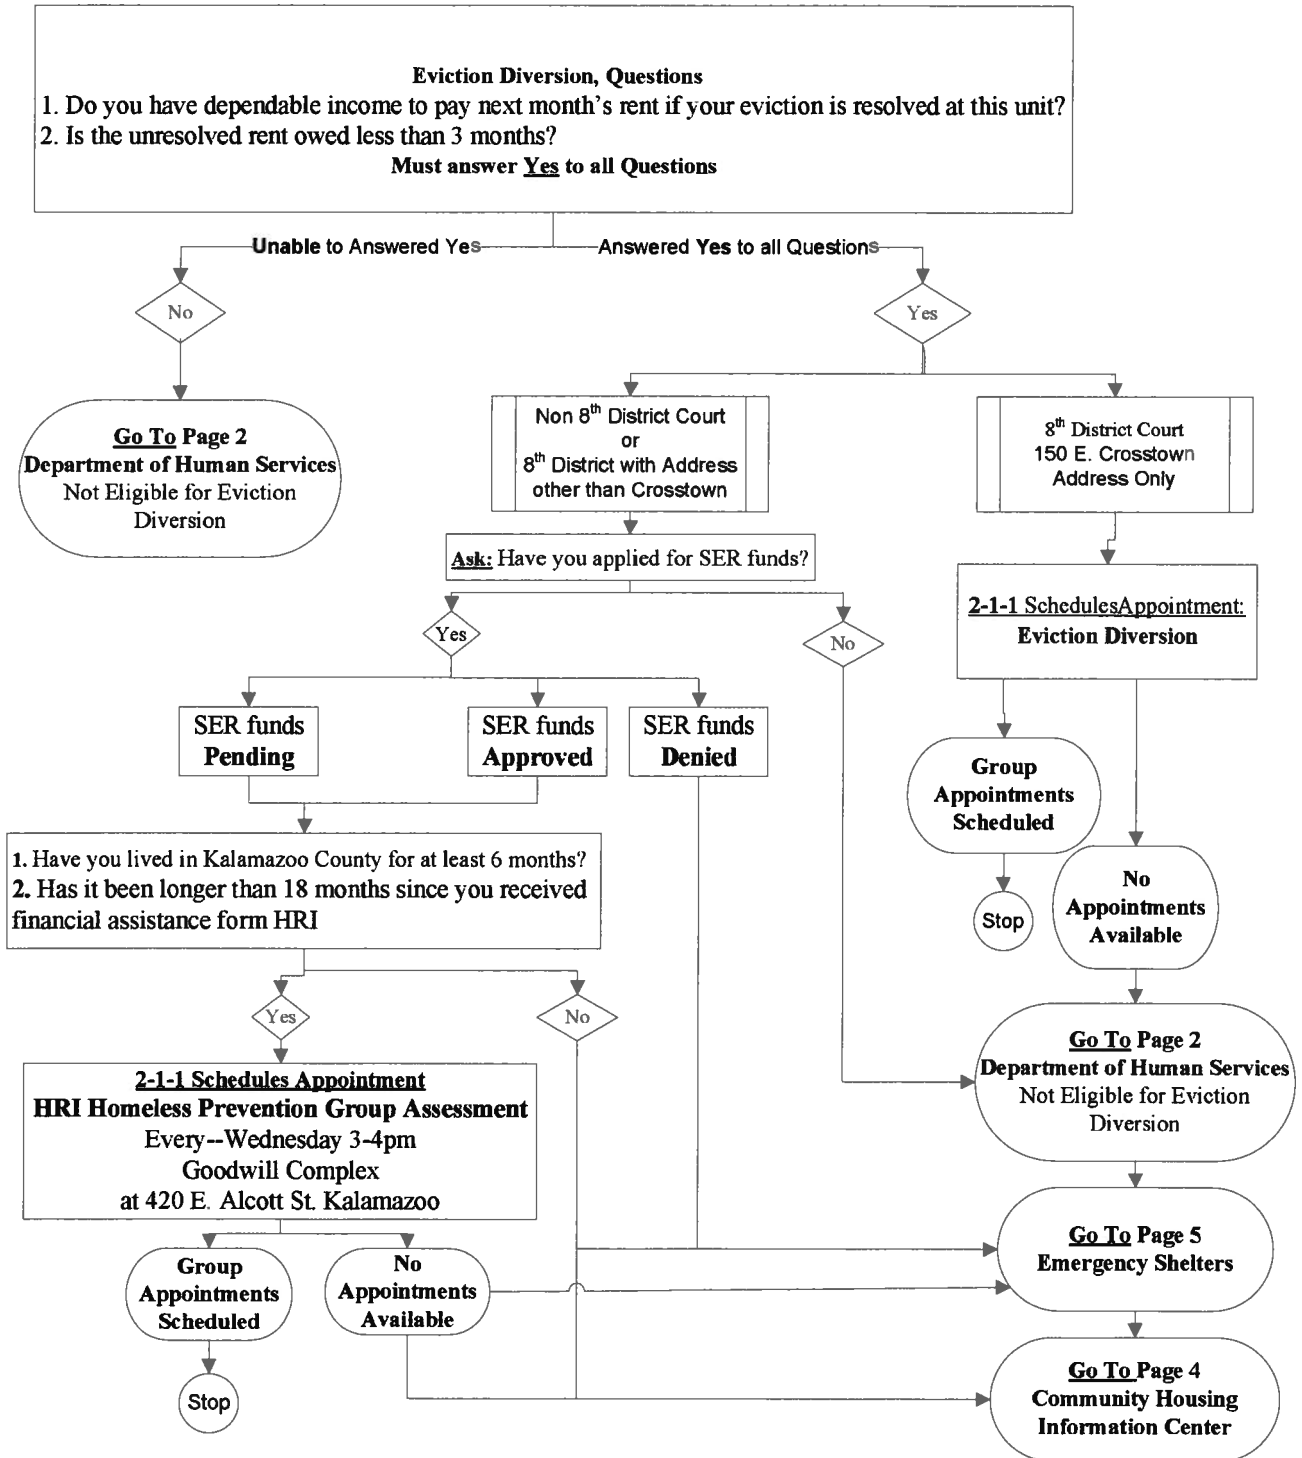 Eviction Diversion, Questions
1. Do you have dependable income to pay next month's rent if your eviction is resolved at this unit?
2. Is the unresolved rent owed less than 3 months?
Must answer Yes to all Questions
Unable to Answered Yes
Answered Yes to all Questions
No
Yes
Go To Page 2
Department of Human Services
Not Eligible for Eviction
Diversion
Non 8th District Court
or
8th District with Address
other than Crosstown
8th District Court
150 E. Crosstown
Address Only
Ask: Have you applied for SER funds?
2-1-1 SchedulesAppointment:
Eviction Diversion
Yes
No
SER funds
Pending
SER funds
Approved
SER funds
Denied
Group
Appointments
Scheduled
Stop
No
Appointments
Available
1. Have you lived in Kalamazoo County for at least 6 months?
2. Has it been longer than 18 months since you received
financial assistance form HRI
Yes
No
Go To Page 2
Department of Human Services
Not Eligible for Eviction
Diversion
2-1-1 Schedules Appointment
HRI Homeless Prevention Group Assessment
Every--Wednesday 3-4pm
Goodwill Complex
at 420 E. Alcott St. Kalamazoo
Group
Appointments
Scheduled
Stop
No
Appointments
Available
Go To Page 5
Emergency Shelters
Go To Page 4
Community Housing
Information Center